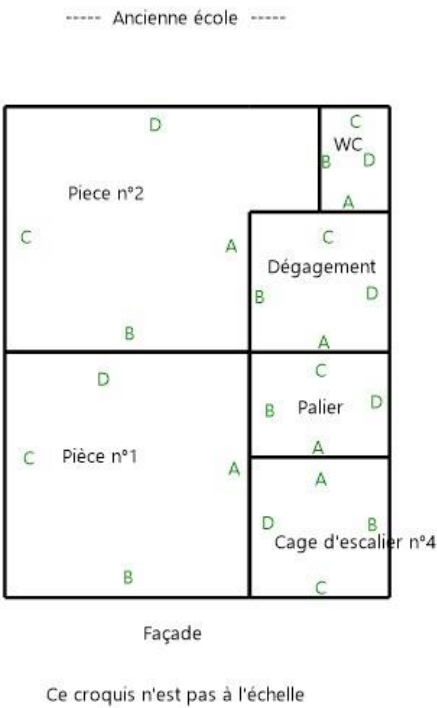 ----- Ancienne école -----
D
C
WC
B D
Piece n°2
A
C
C
A
Dégagement
B
D
B
A
D
C
B
Palier
D
C
Pièce n°1
A
A
A
D
B
Cage d'escalier n°4
B
C
Façade
Ce croquis n'est pas à l'échelle